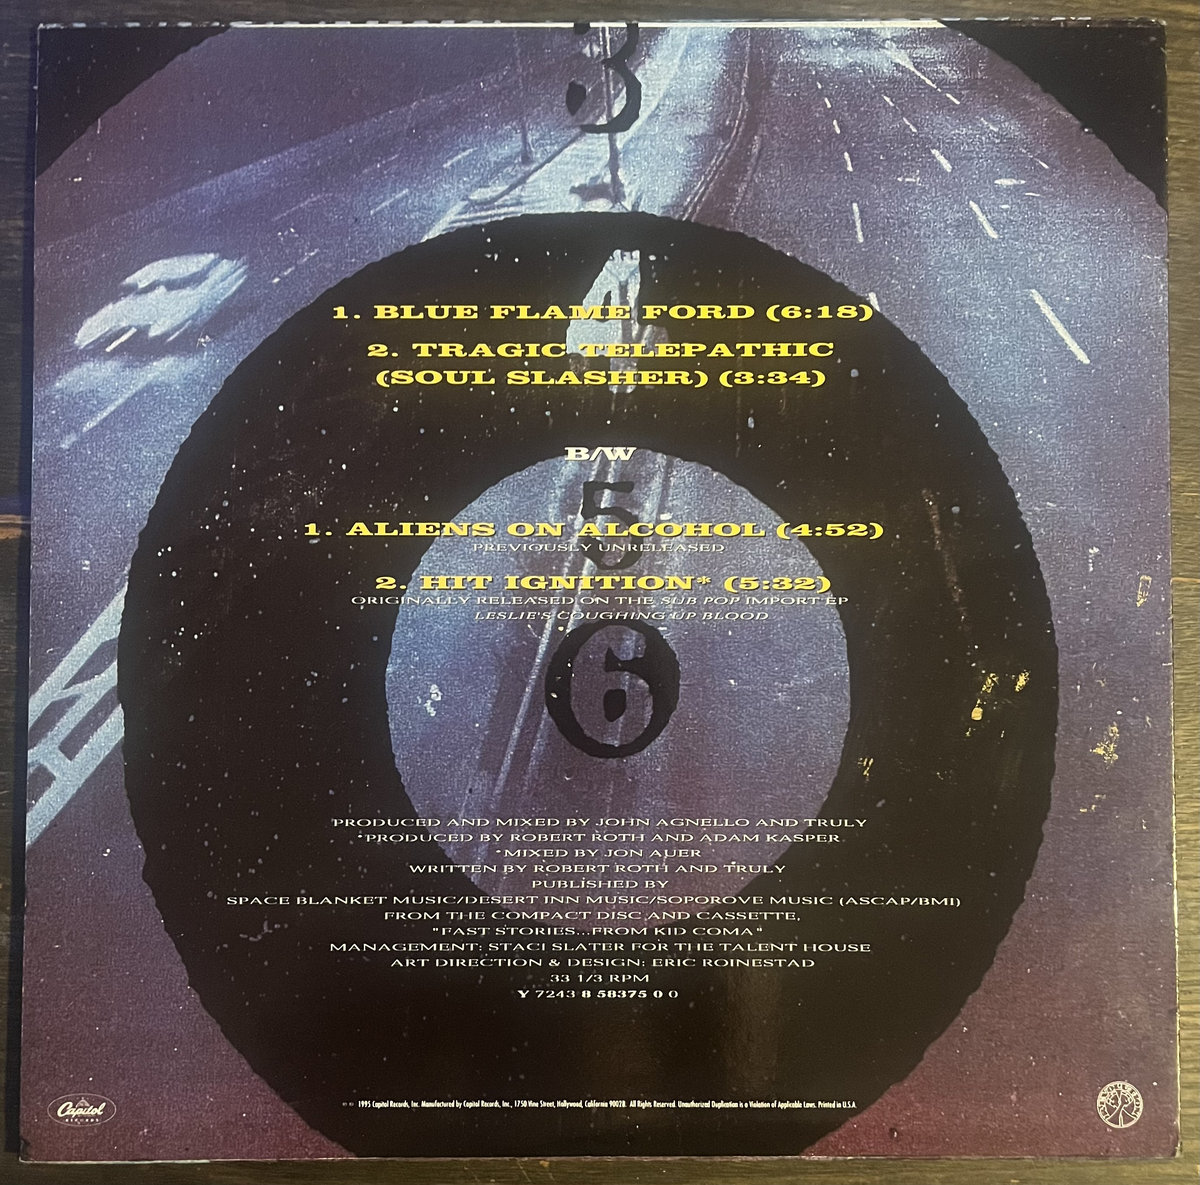 3
1. BLUE FLAME FORD (6:18)
2. TRAGIC TELEPATHIC
(SOUL SLASHER) (3:34)
B/W
5
1. ALIENS ON ALCOHOL (4:52)
PREVIOUSLY UNRELEASED
2. HIT IGNITION* (5:32)
ORIGINALLY RELEASED ON THE SUB POP IMPORT EP
LESLIE'S COUGHING UP BLOOD
6
PRODUCED AND MIXED BY JOHN AGNELLO AND TRULY
*PRODUCED BY ROBERT ROTH AND ADAM KASPER
*MIXED BY JON AUER
WRITTEN BY ROBERT ROTH AND TRULY
PUBLISHED BY
SPACE BLANKET MUSIC/DESERT INN MUSIC/SOPOROVE MUSIC (ASCAP/BMI)
FROM THE COMPACT DISC AND CASSETTE,
"FAST STORIES...FROM KID COMA"
MANAGEMENT: STACI SLATER FOR THE TALENT HOUSE
ART DIRECTION & DESIGN: ERIC ROINESTAD
33 1/3 RPM
Y 7243 8 58375 0 0
Capitol
RECORDS
1995 Capitol Records, Inc. Manufactured by Capitol Records, Inc., 1750 Vine Street, Hollywood, California 90028. All Rights Reserved. Unauthorized Duplication is a Violation of Applicable Laws. Printed in U.S.A.